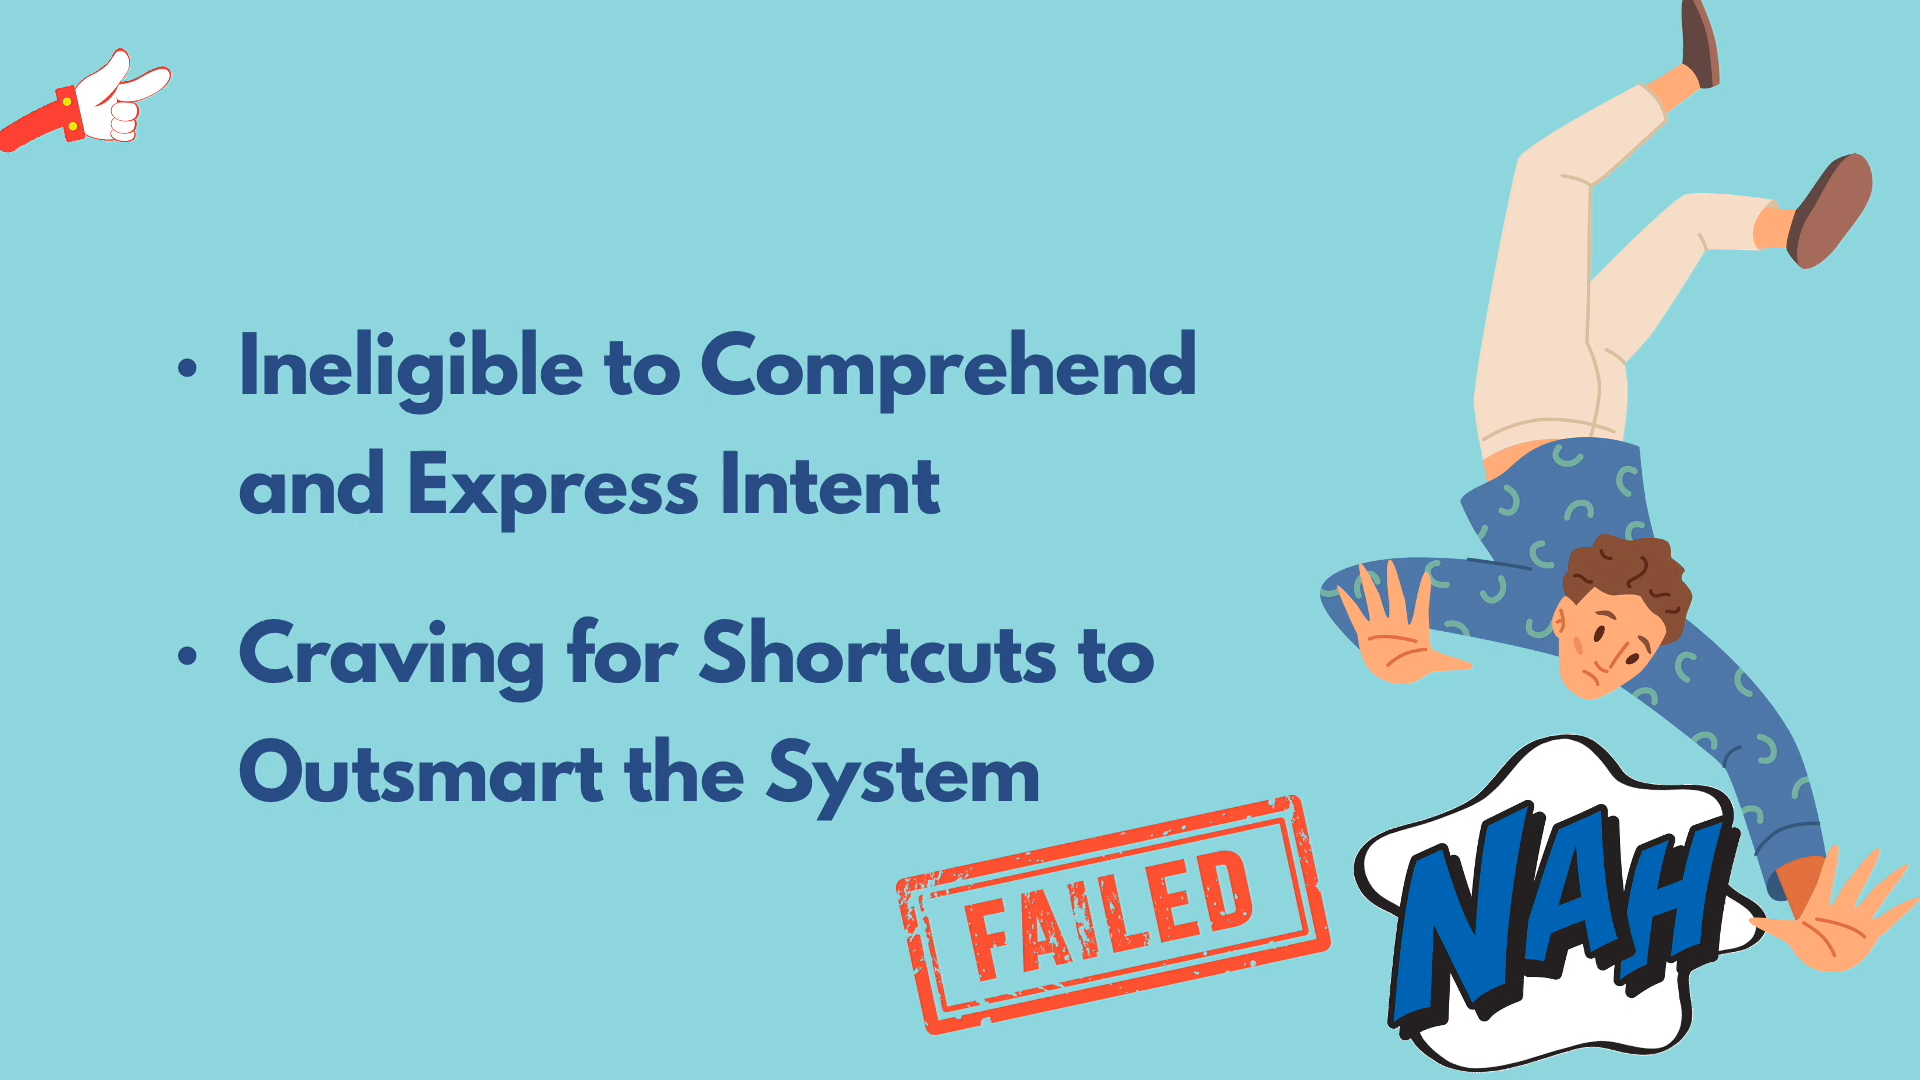 • Ineligible to Comprehend
and Express Intent
• Craving for Shortcuts to
Outsmart the System
FAILED
NAH